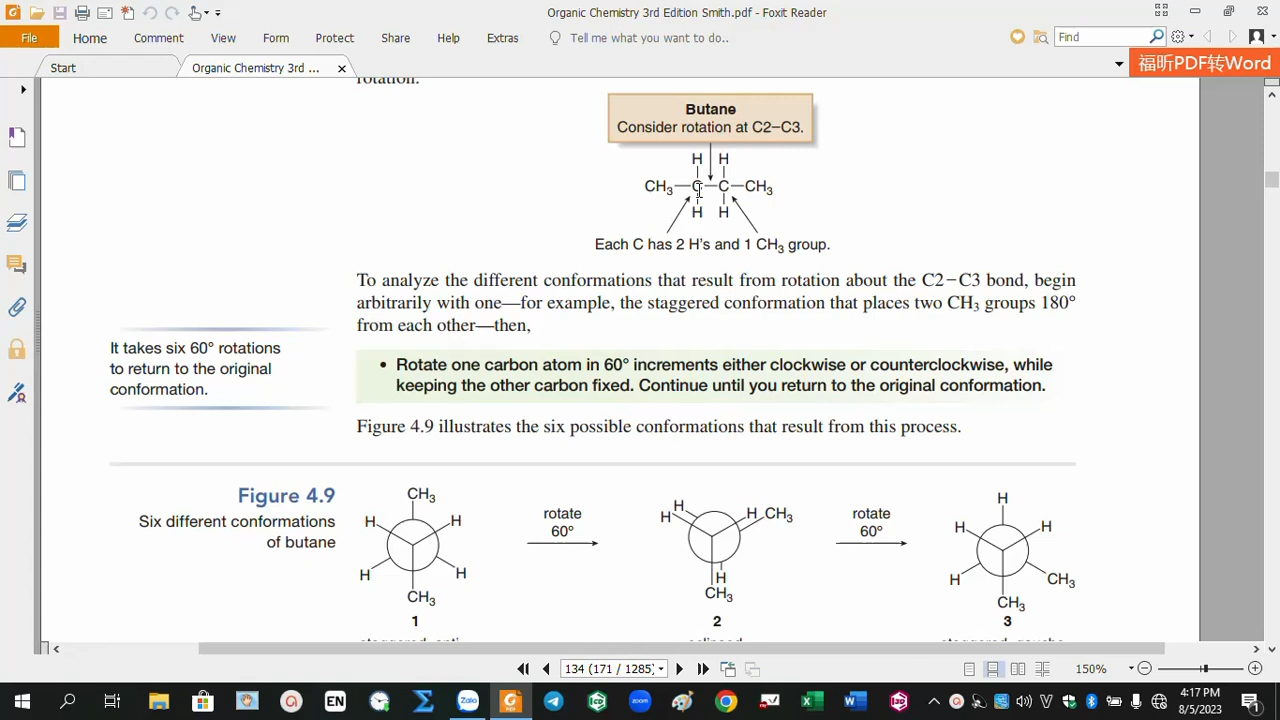 Organic Chemistry 3rd Edition Smith.pdf - Foxit Reader
File Home Comment View Form Protect Share Help Extras Tell me what you want to do.. Find
Start Organic Chemistry 3rd ... 福昕PDF转Word
rotation.
Butane
Consider rotation at C2–C3.
H H
CH3 C C CH3
H H
Each C has 2 H's and 1 CH3 group.
To analyze the different conformations that result from rotation about the C2–C3 bond, begin
arbitrarily with one—for example, the staggered conformation that places two CH3 groups 180°
from each other—then,
It takes six 60° rotations
to return to the original
conformation.
• Rotate one carbon atom in 60° increments either clockwise or counterclockwise, while
keeping the other carbon fixed. Continue until you return to the original conformation.
Figure 4.9 illustrates the six possible conformations that result from this process.
Figure 4.9
Six different conformations
of butane
CH3
H H
H H
CH3
1
rotate
60°
H
H
H CH3
H
CH3
2
rotate
60°
H
H H
H CH3
CH3
3
134 (171 / 1285) 150%
EN Zalo PDF zoom
4:17 PM
8/5/2023